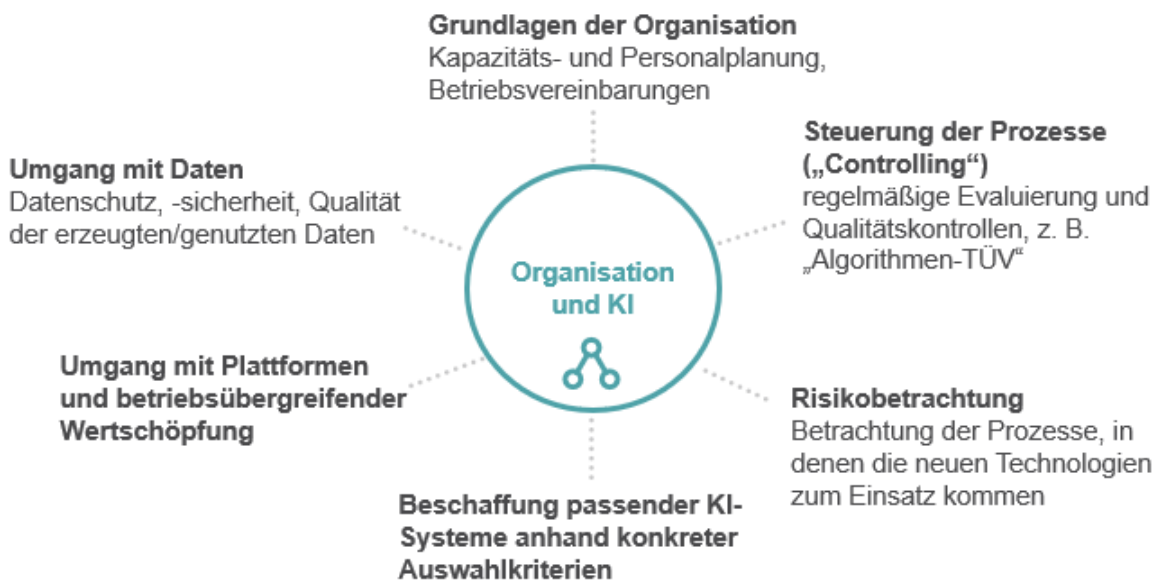 Grundlagen der Organisation
Kapazitäts- und Personalplanung,
Betriebsvereinbarungen
Steuerung der Prozesse
(„Controlling“)
regelmäßige Evaluierung und
Qualitätskontrollen, z. B.
„Algorithmen-TÜV“
Umgang mit Daten
Datenschutz, -sicherheit, Qualität
der erzeugten/genutzten Daten
Organisation
und KI
Umgang mit Plattformen
und betriebsübergreifender
Wertschöpfung
Risikobetrachtung
Betrachtung der Prozesse, in
denen die neuen Technologien
zum Einsatz kommen
Beschaffung passender KI-
Systeme anhand konkreter
Auswahlkriterien